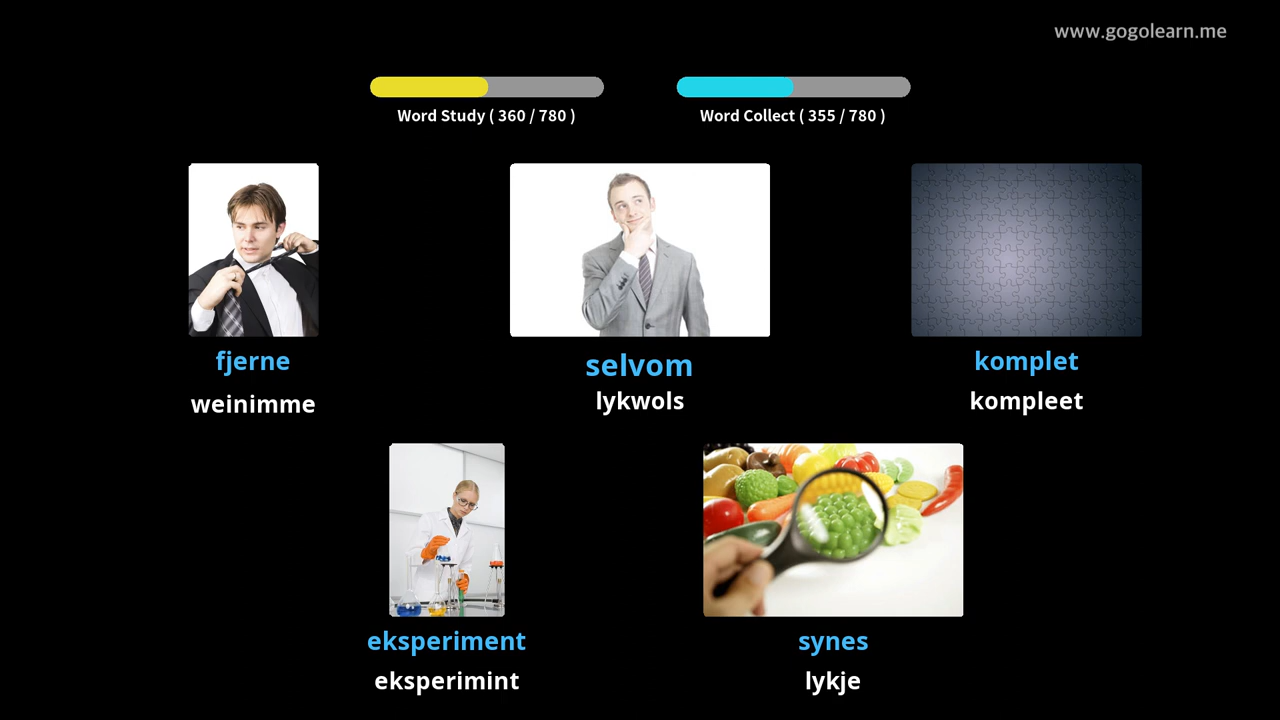 www.gogolearn.me
Word Study ( 360 / 780 )
Word Collect ( 355 / 780 )
fjerne
weinimme
selvom
lykwols
komplet
kompleet
eksperiment
eksperimint
synes
lykje